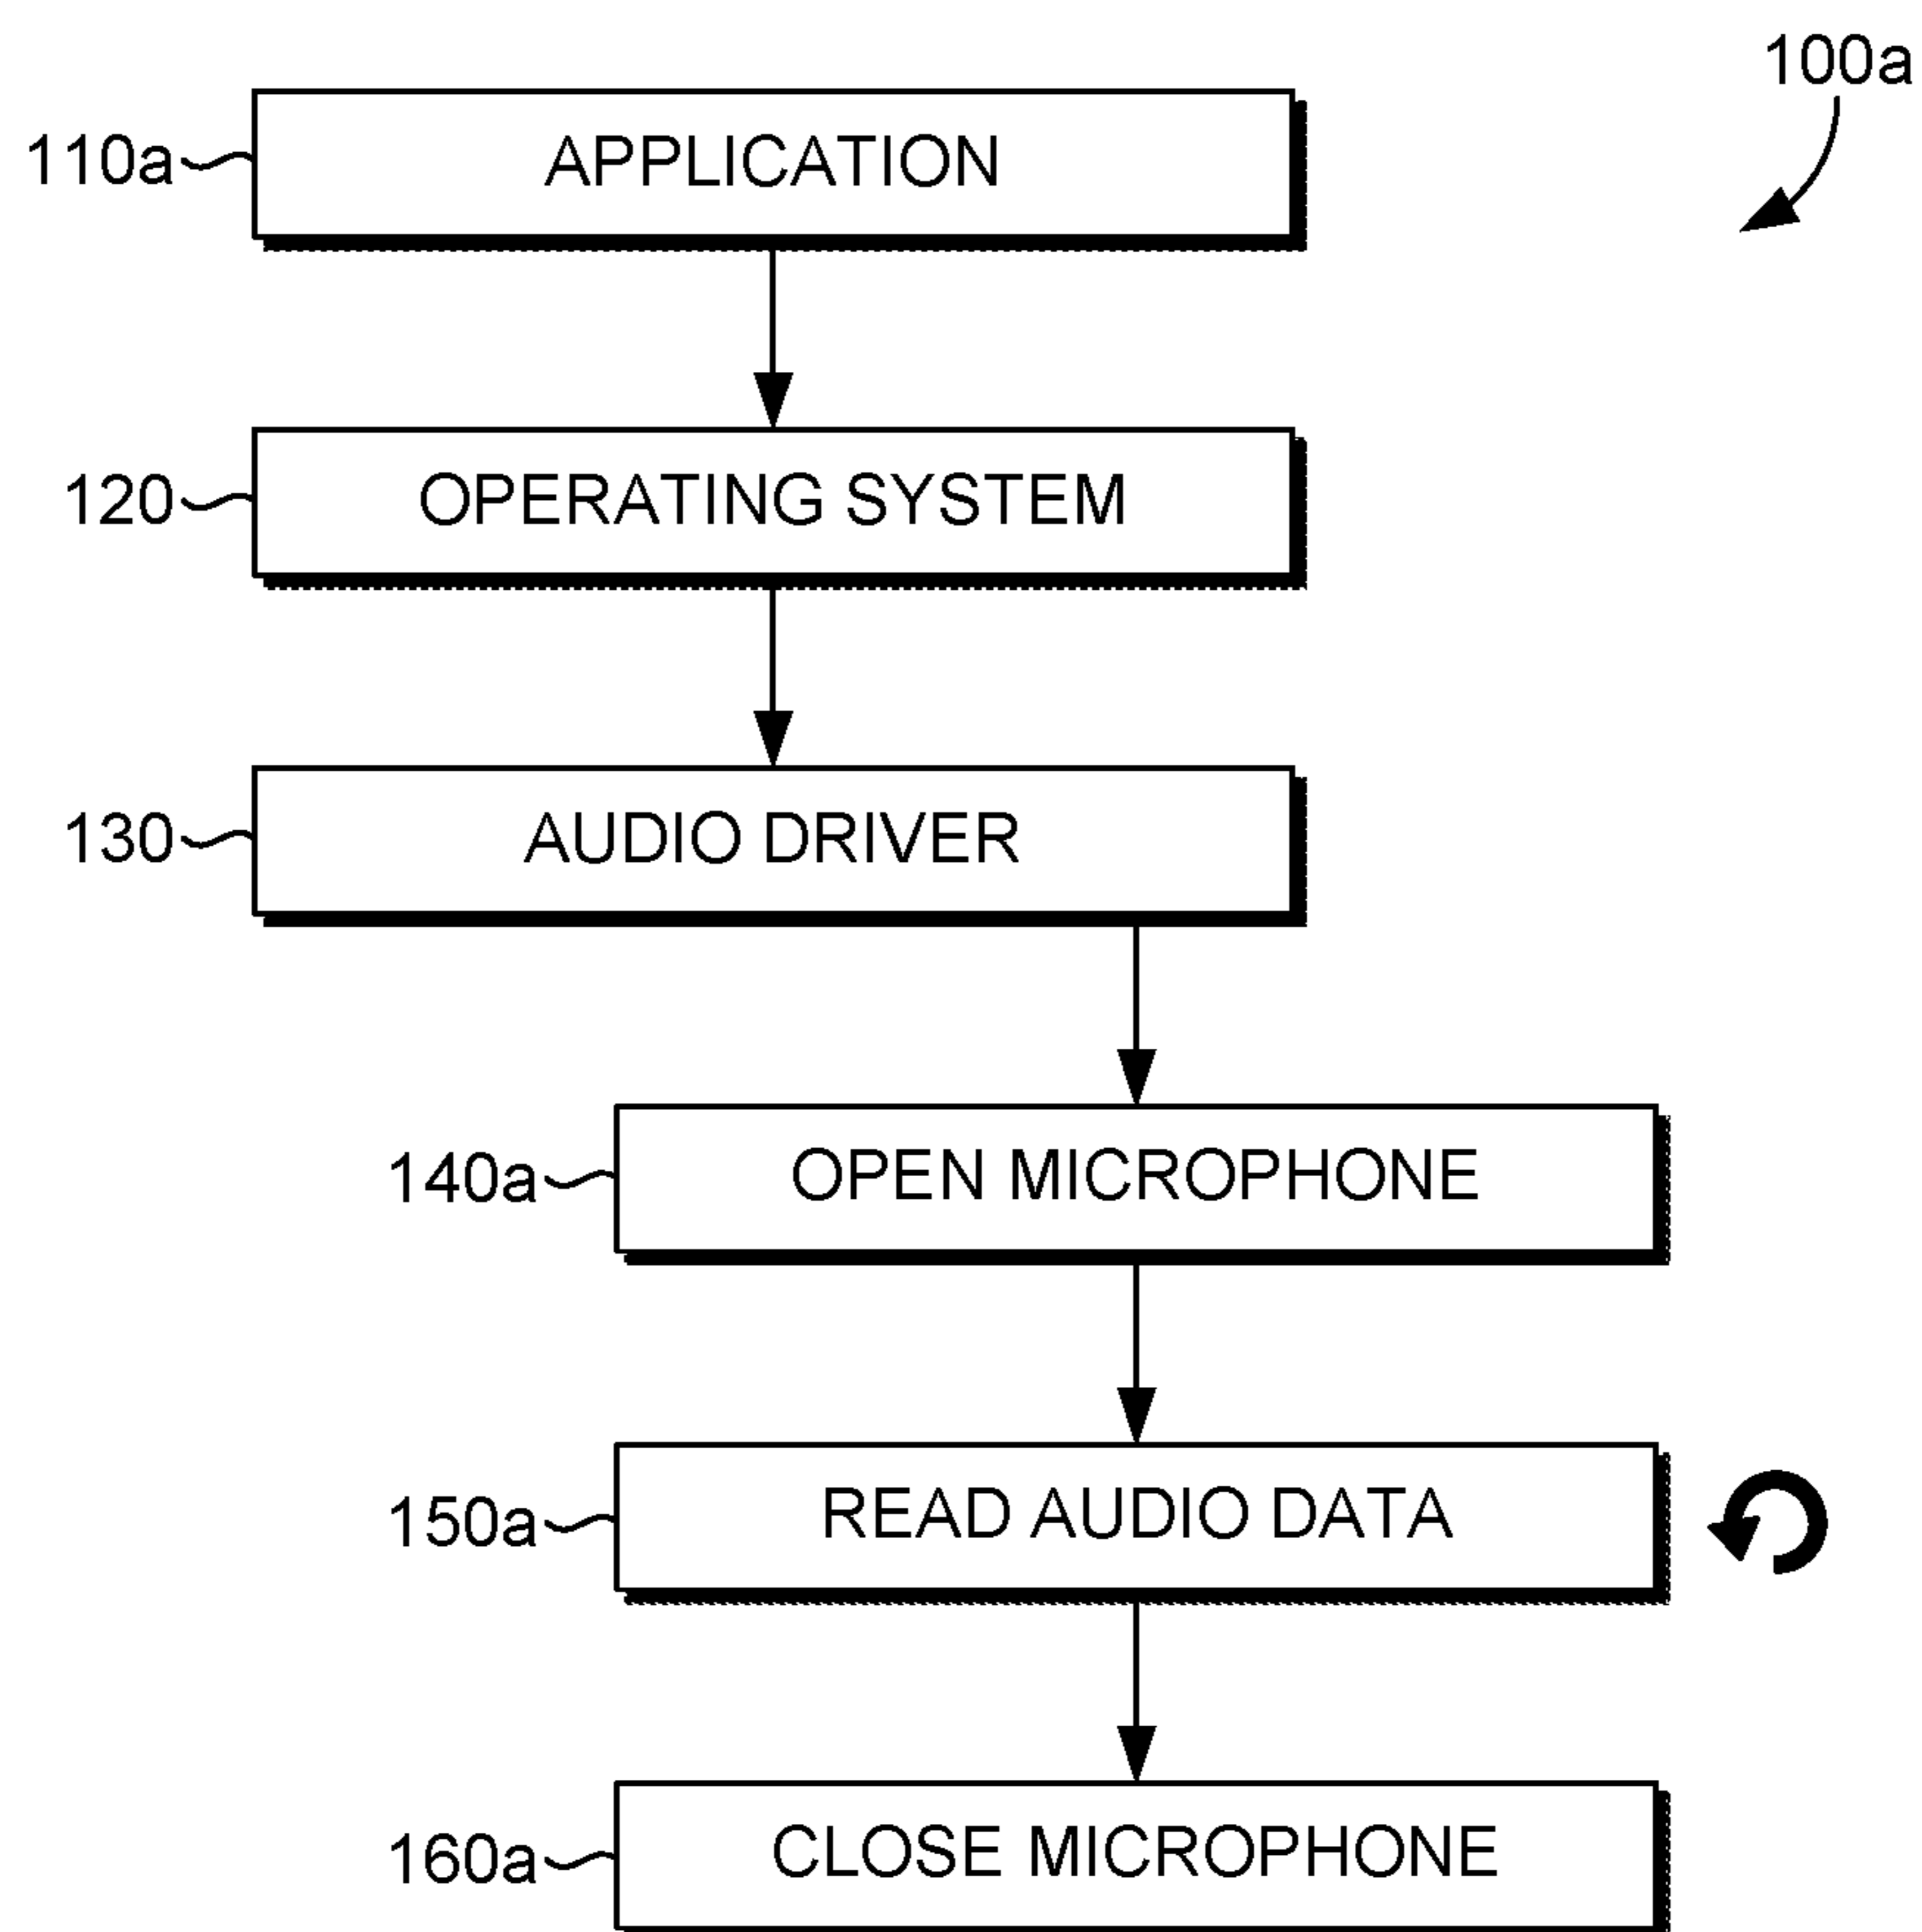 100a
110a APPLICATION
120 OPERATING SYSTEM
130 AUDIO DRIVER
140a OPEN MICROPHONE
150a READ AUDIO DATA
160a CLOSE MICROPHONE